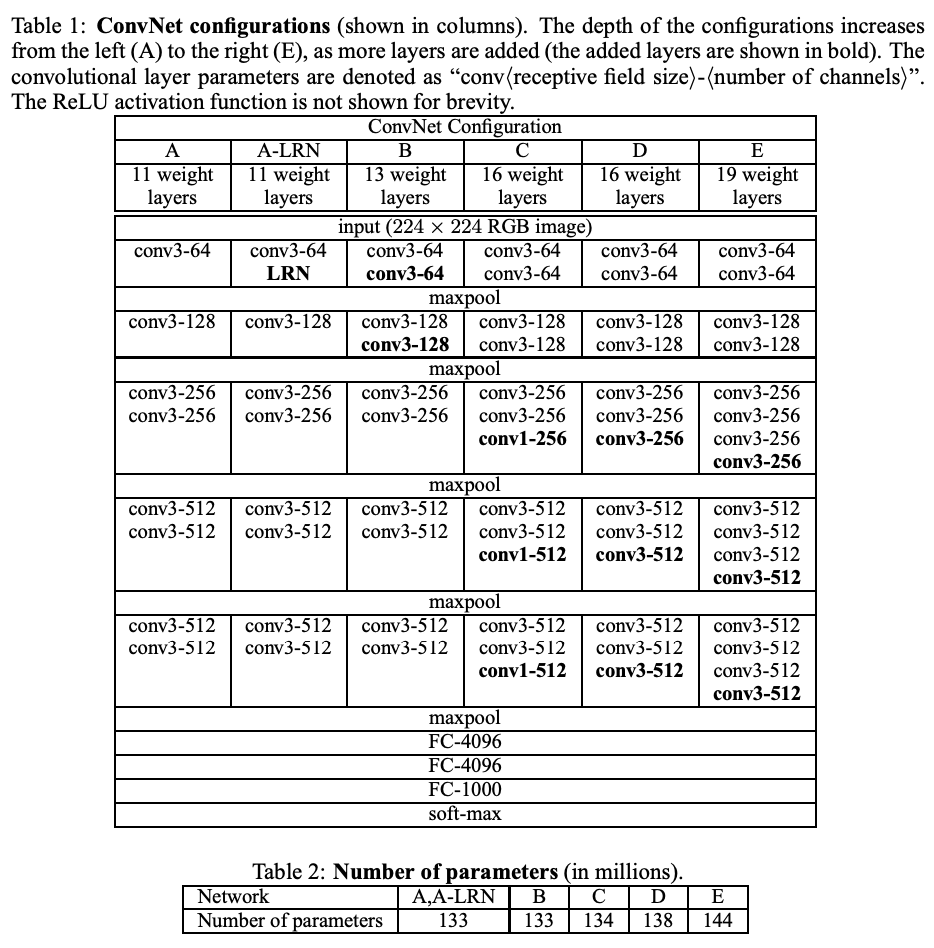 Table 1: ConvNet configurations (shown in columns). The depth of the configurations increases
from the left (A) to the right (E), as more layers are added (the added layers are shown in bold). The
convolutional layer parameters are denoted as “conv⟨receptive field size⟩-⟨number of channels⟩”.
The ReLU activation function is not shown for brevity.
ConvNet Configuration
A A-LRN B C D E
11 weight 11 weight 13 weight 16 weight 16 weight 19 weight
layers layers layers layers layers layers
input (224 × 224 RGB image)
conv3-64 conv3-64 conv3-64 conv3-64 conv3-64 conv3-64
LRN conv3-64 conv3-64 conv3-64 conv3-64
maxpool
conv3-128 conv3-128 conv3-128 conv3-128 conv3-128 conv3-128
conv3-128 conv3-128 conv3-128 conv3-128
maxpool
conv3-256 conv3-256 conv3-256 conv3-256 conv3-256 conv3-256
conv3-256 conv3-256 conv3-256 conv3-256 conv3-256 conv3-256
conv1-256 conv3-256 conv3-256
conv3-256
maxpool
conv3-512 conv3-512 conv3-512 conv3-512 conv3-512 conv3-512
conv3-512 conv3-512 conv3-512 conv3-512 conv3-512 conv3-512
conv1-512 conv3-512 conv3-512
conv3-512
maxpool
conv3-512 conv3-512 conv3-512 conv3-512 conv3-512 conv3-512
conv3-512 conv3-512 conv3-512 conv3-512 conv3-512 conv3-512
conv1-512 conv3-512 conv3-512
conv3-512
maxpool
FC-4096
FC-4096
FC-1000
soft-max
Table 2: Number of parameters (in millions).
Network A,A-LRN B C D E
Number of parameters 133 133 134 138 144